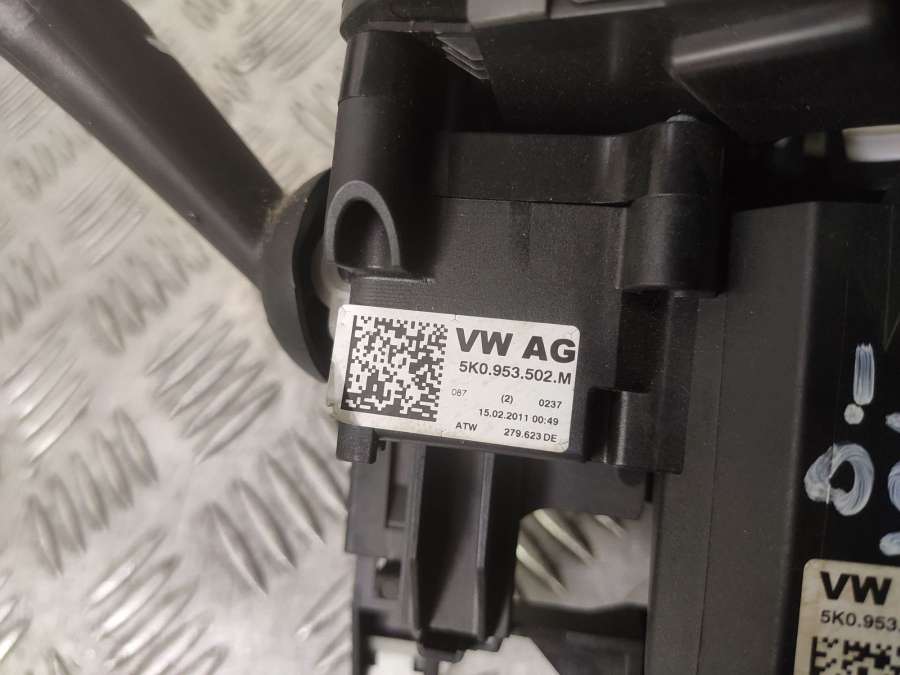 VW AG
5K0.953.502.M
087 (2) 0237
15.02.2011 00:49
ATW 279.623 DE
VW
5K0.953.